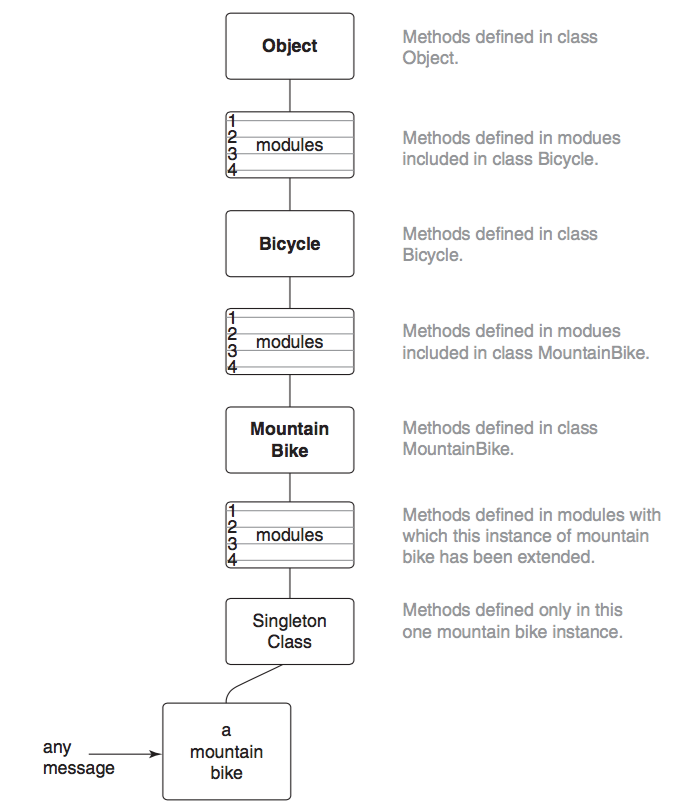 Object
Methods defined in class
Object.
1
2
3
4
modules
Methods defined in modues
included in class Bicycle.
Bicycle
Methods defined in class
Bicycle.
1
2
3
4
modules
Methods defined in modues
included in class MountainBike.
Mountain
Bike
Methods defined in class
MountainBike.
1
2
3
4
modules
Methods defined in modules with
which this instance of mountain
bike has been extended.
Singleton
Class
Methods defined only in this
one mountain bike instance.
any
message
a
mountain
bike